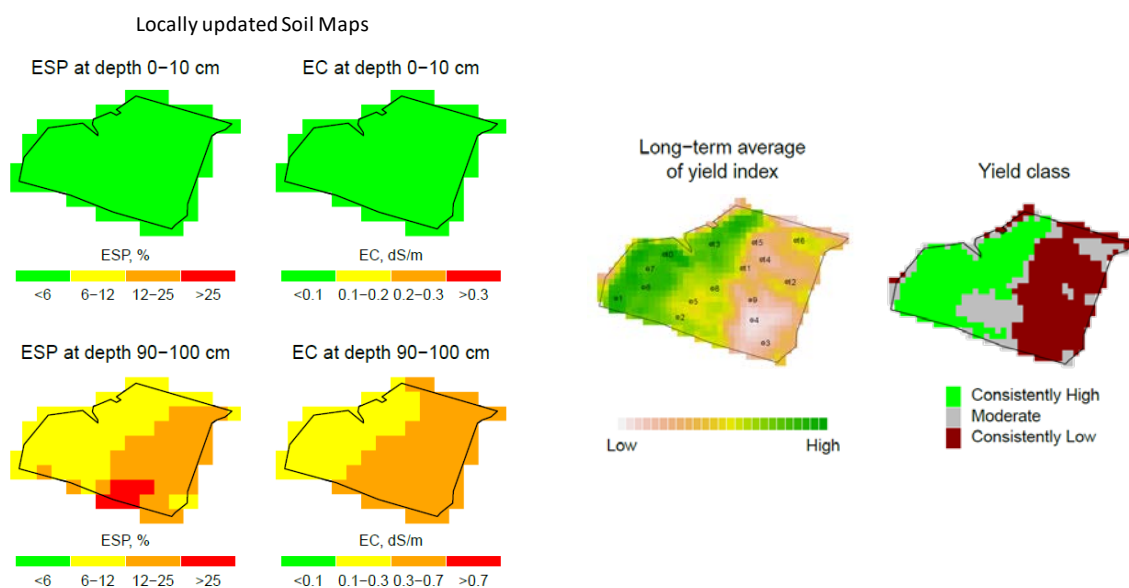 Locally updated Soil Maps
ESP at depth 0−10 cm
EC at depth 0−10 cm
ESP, %
<6 6−12 12−25 >25
EC, dS/m
<0.1 0.1−0.2 0.2−0.3 >0.3
ESP at depth 90−100 cm
EC at depth 90−100 cm
ESP, %
<6 6−12 12−25 >25
EC, dS/m
<0.1 0.1−0.3 0.3−0.7 >0.7
Long−term average
of yield index
Low High
Yield class
Consistently High
Moderate
Consistently Low